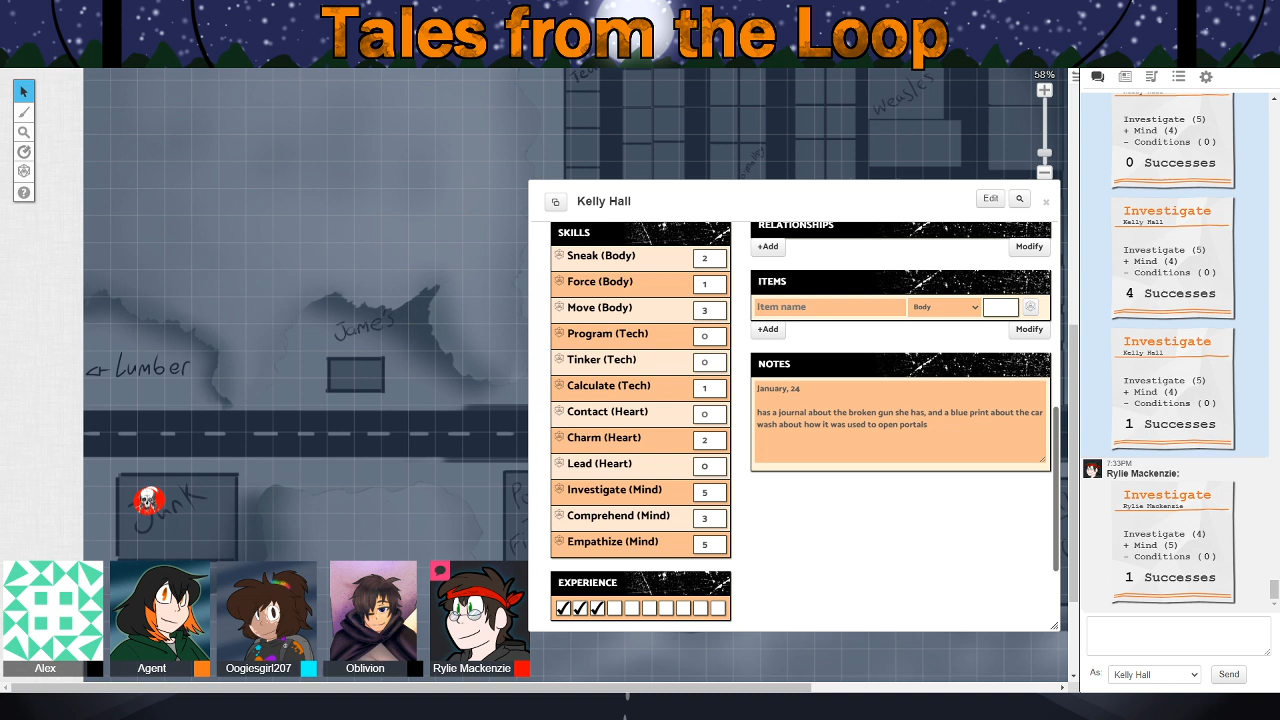 Tales from the Loop
58%
Weasles
James
<- Lumber
Junk
Kelly Hall
Edit
SKILLS
Sneak (Body) 2
Force (Body) 1
Move (Body) 3
Program (Tech) 0
Tinker (Tech) 0
Calculate (Tech) 1
Contact (Heart) 0
Charm (Heart) 2
Lead (Heart) 0
Investigate (Mind) 5
Comprehend (Mind) 3
Empathize (Mind) 5
EXPERIENCE
RELATIONSHIPS
+Add Modify
ITEMS
Item name Body
+Add Modify
NOTES
January, 24
has a journal about the broken gun she has, and a blue print about the car
wash about how it was used to open portals
Alex
Agent
Oogiesgirl207
Oblivion
Rylie Mackenzie
Kelly Hall
Investigate (5)
+ Mind (4)
- Conditions (0)
0 Successes
Investigate
Kelly Hall
Investigate (5)
+ Mind (4)
- Conditions (0)
4 Successes
Investigate
Kelly Hall
Investigate (5)
+ Mind (4)
- Conditions (0)
1 Successes
7:33PM
Rylie Mackenzie:
Investigate
Rylie Mackenzie
Investigate (4)
+ Mind (5)
- Conditions (0)
1 Successes
As: Kelly Hall Send